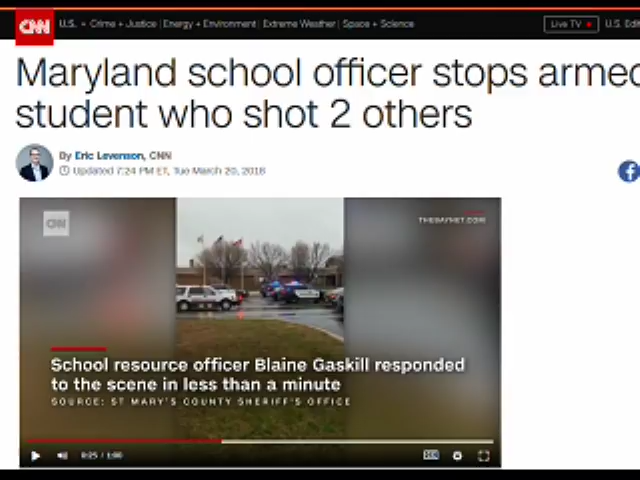 CNN U.S. • Crime + Justice | Energy + Environment | Extreme Weather | Space + Science Live TV U.S.
Maryland school officer stops armed
student who shot 2 others
By Eric Levenson, CNN
Updated 7:24 PM ET, Tue March 20, 2018
f
CNN
THEBAYNET.COM
School resource officer Blaine Gaskill responded
to the scene in less than a minute
SOURCE: ST MARY'S COUNTY SHERIFF'S OFFICE
0:25 / 1:00